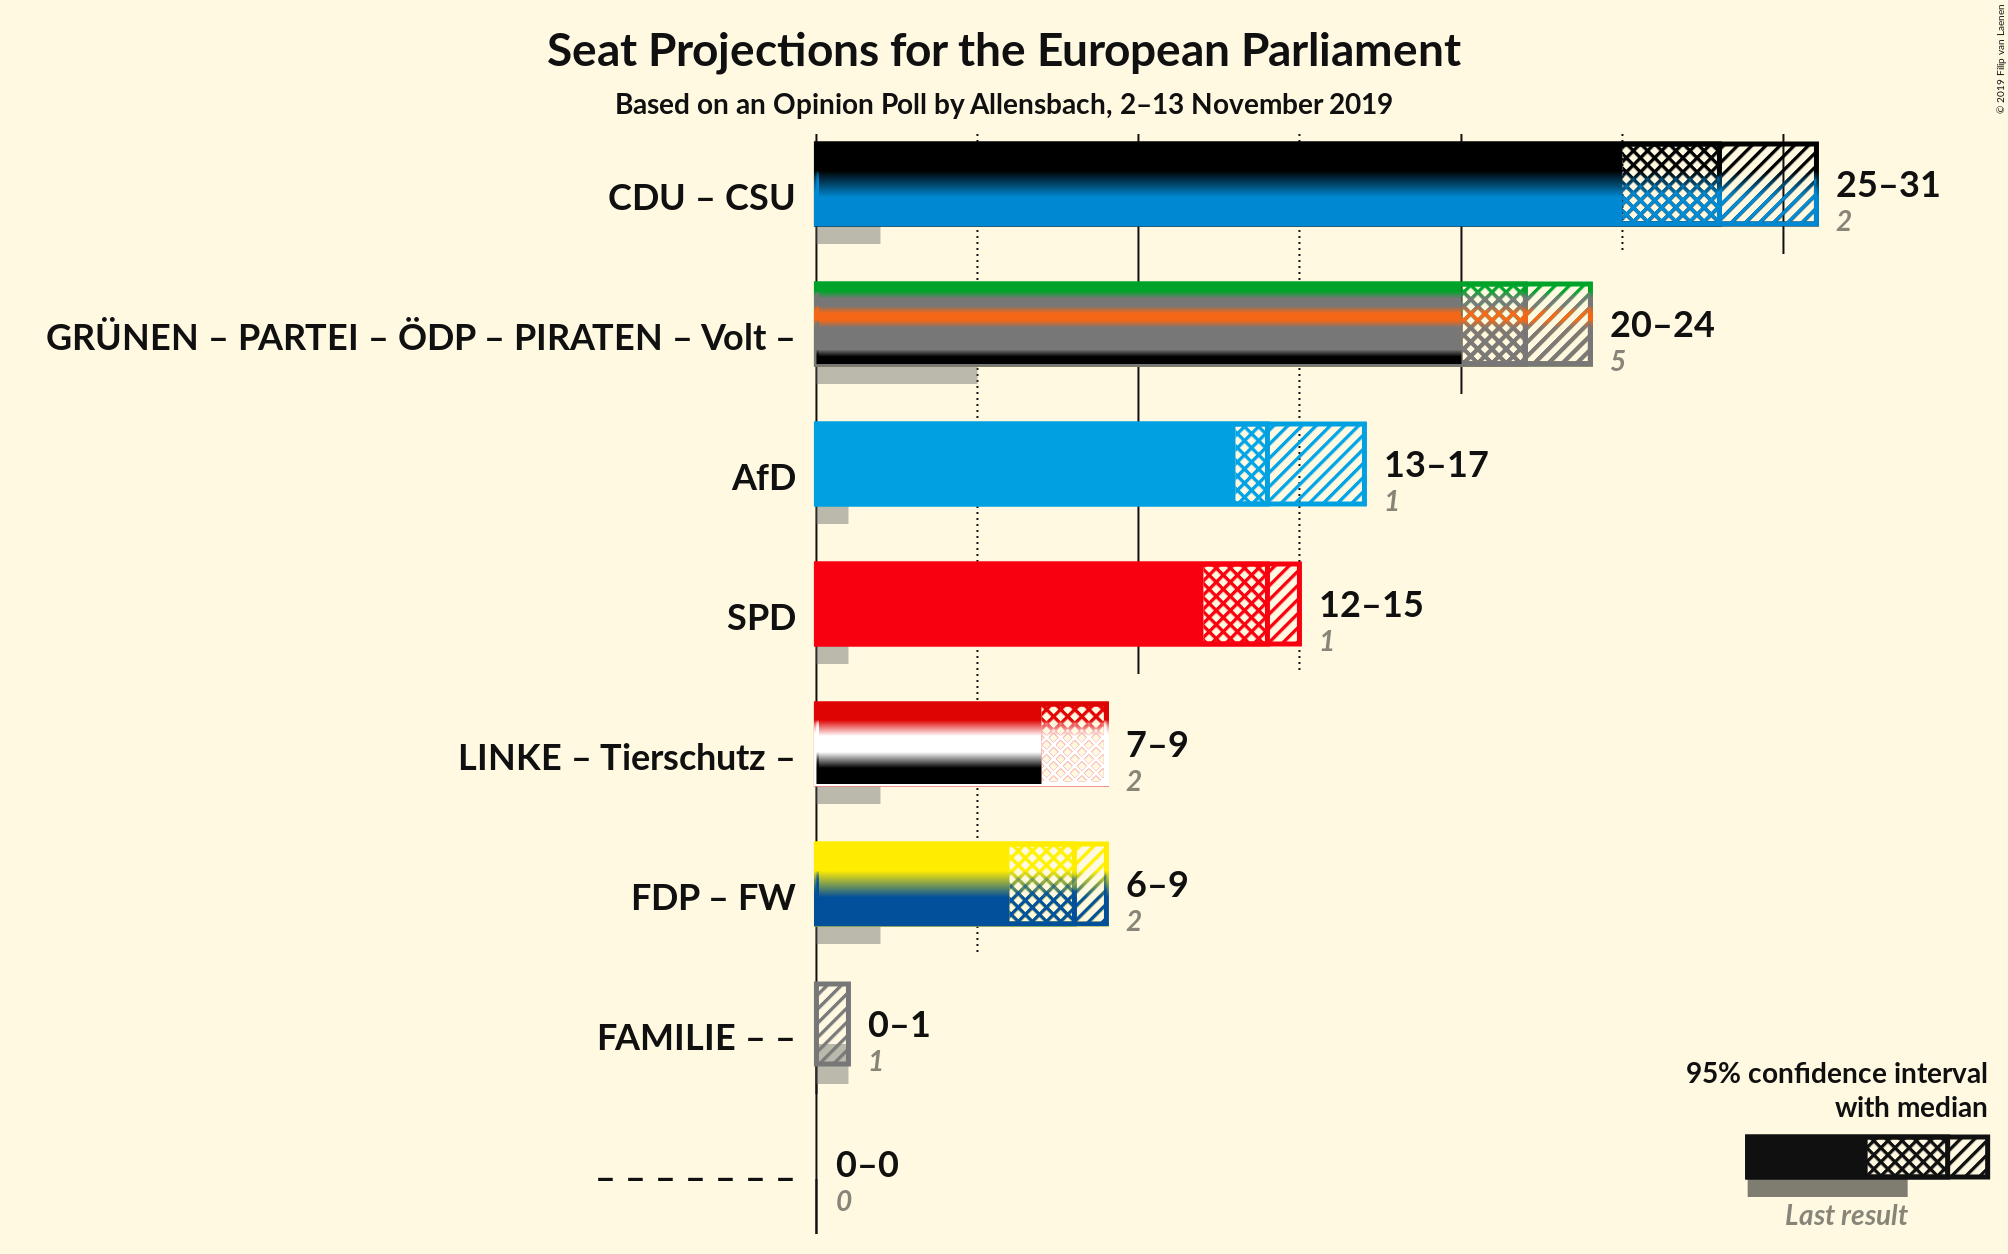 Seat Projections for the European Parliament
Based on an Opinion Poll by Allensbach, 2–13 November 2019
© 2019 Filip van Laenen
CDU – CSU
25–31
2
GRÜNEN – PARTEI – ÖDP – PIRATEN – Volt –
20–24
5
AfD
13–17
1
SPD
12–15
1
LINKE – Tierschutz –
7–9
2
FDP – FW
6–9
2
FAMILIE – –
0–1
1
– – – – – – –
0–0
0
95% confidence interval
with median
Last result